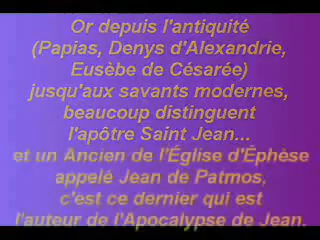 Or depuis l'antiquité
(Papias, Denys d'Alexandrie,
Eusèbe de Césarée)
jusqu'aux savants modernes,
beaucoup distinguent
l'apôtre Saint Jean...
et un Ancien de l'Église d'Éphèse
appelé Jean de Patmos,
c'est ce dernier qui est
l'auteur de l'Apocalypse de Jean.